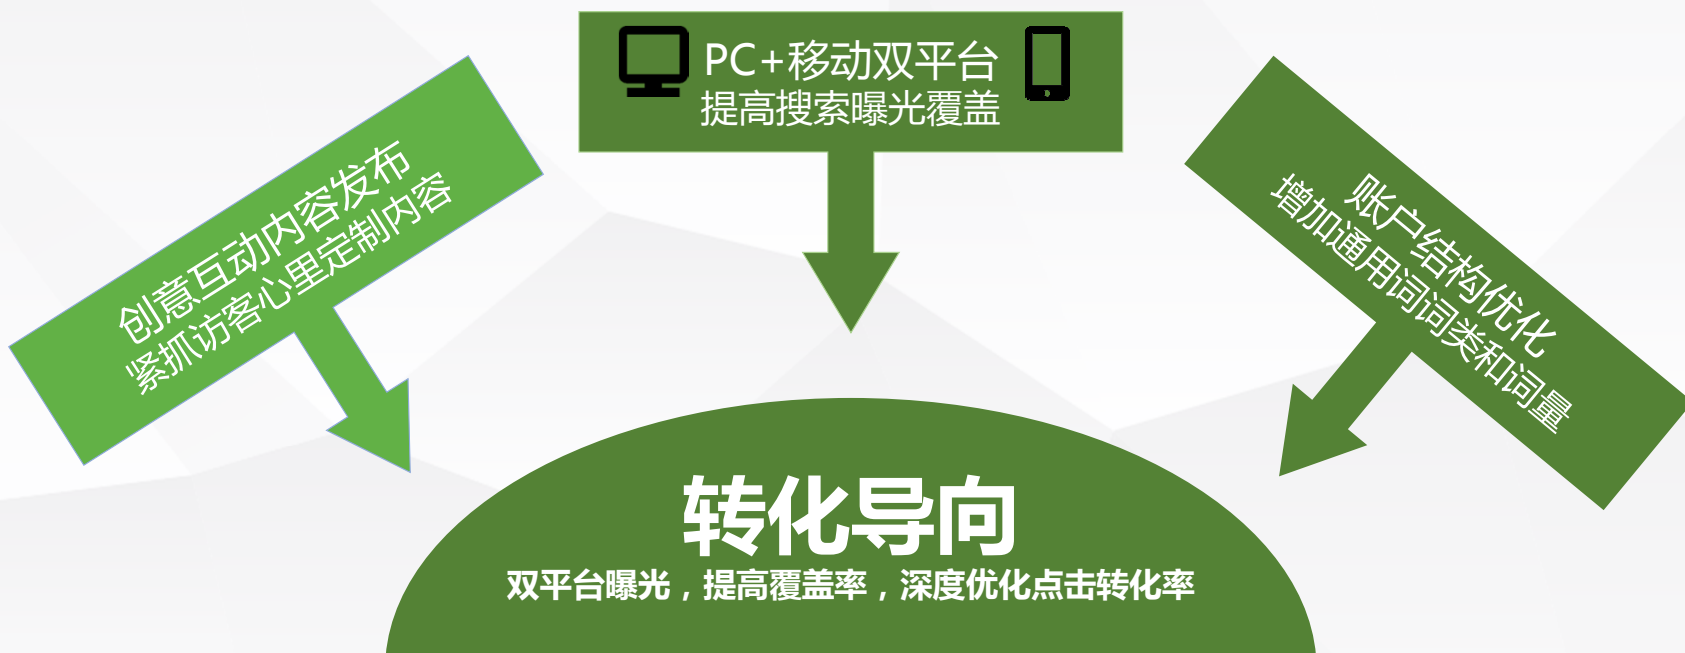 PC+移动双平台
提高搜索曝光覆盖
创意互动内容发布
紧抓访客心里定制内容
账户结构优化
增加通用词词类和词量
转化导向
双平台曝光，提高覆盖率，深度优化点击转化率